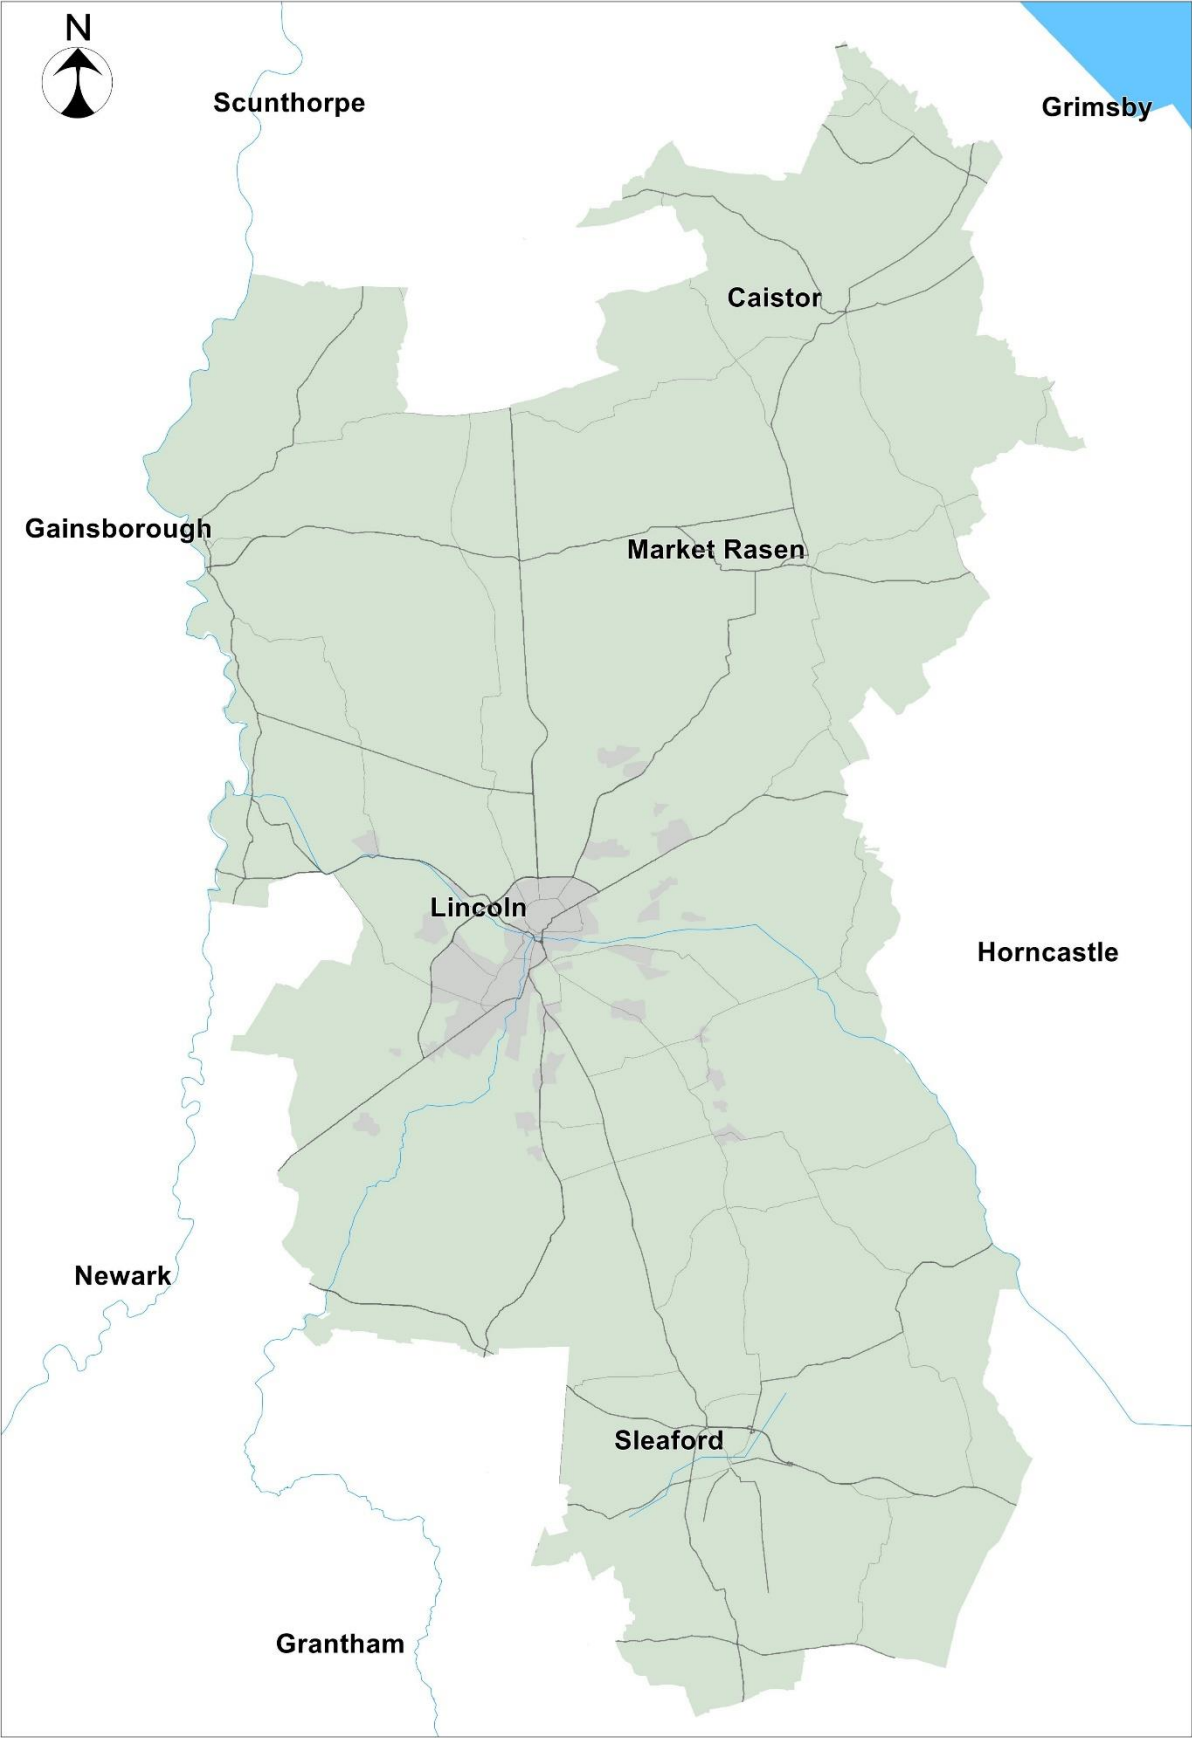 N
Scunthorpe
Grimsby
Caistor
Gainsborough
Market Rasen
Lincoln
Horncastle
Newark
Sleaford
Grantham